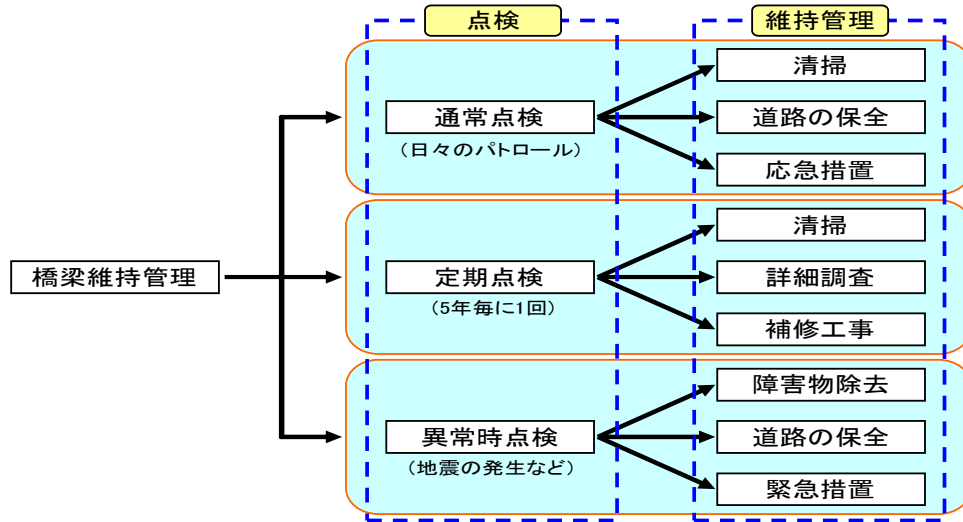 点検
維持管理
橋梁維持管理
通常点検
(日々のパトロール)
清掃
道路の保全
応急措置
定期点検
(5年毎に1回)
清掃
詳細調査
補修工事
異常時点検
(地震の発生など)
障害物除去
道路の保全
緊急措置